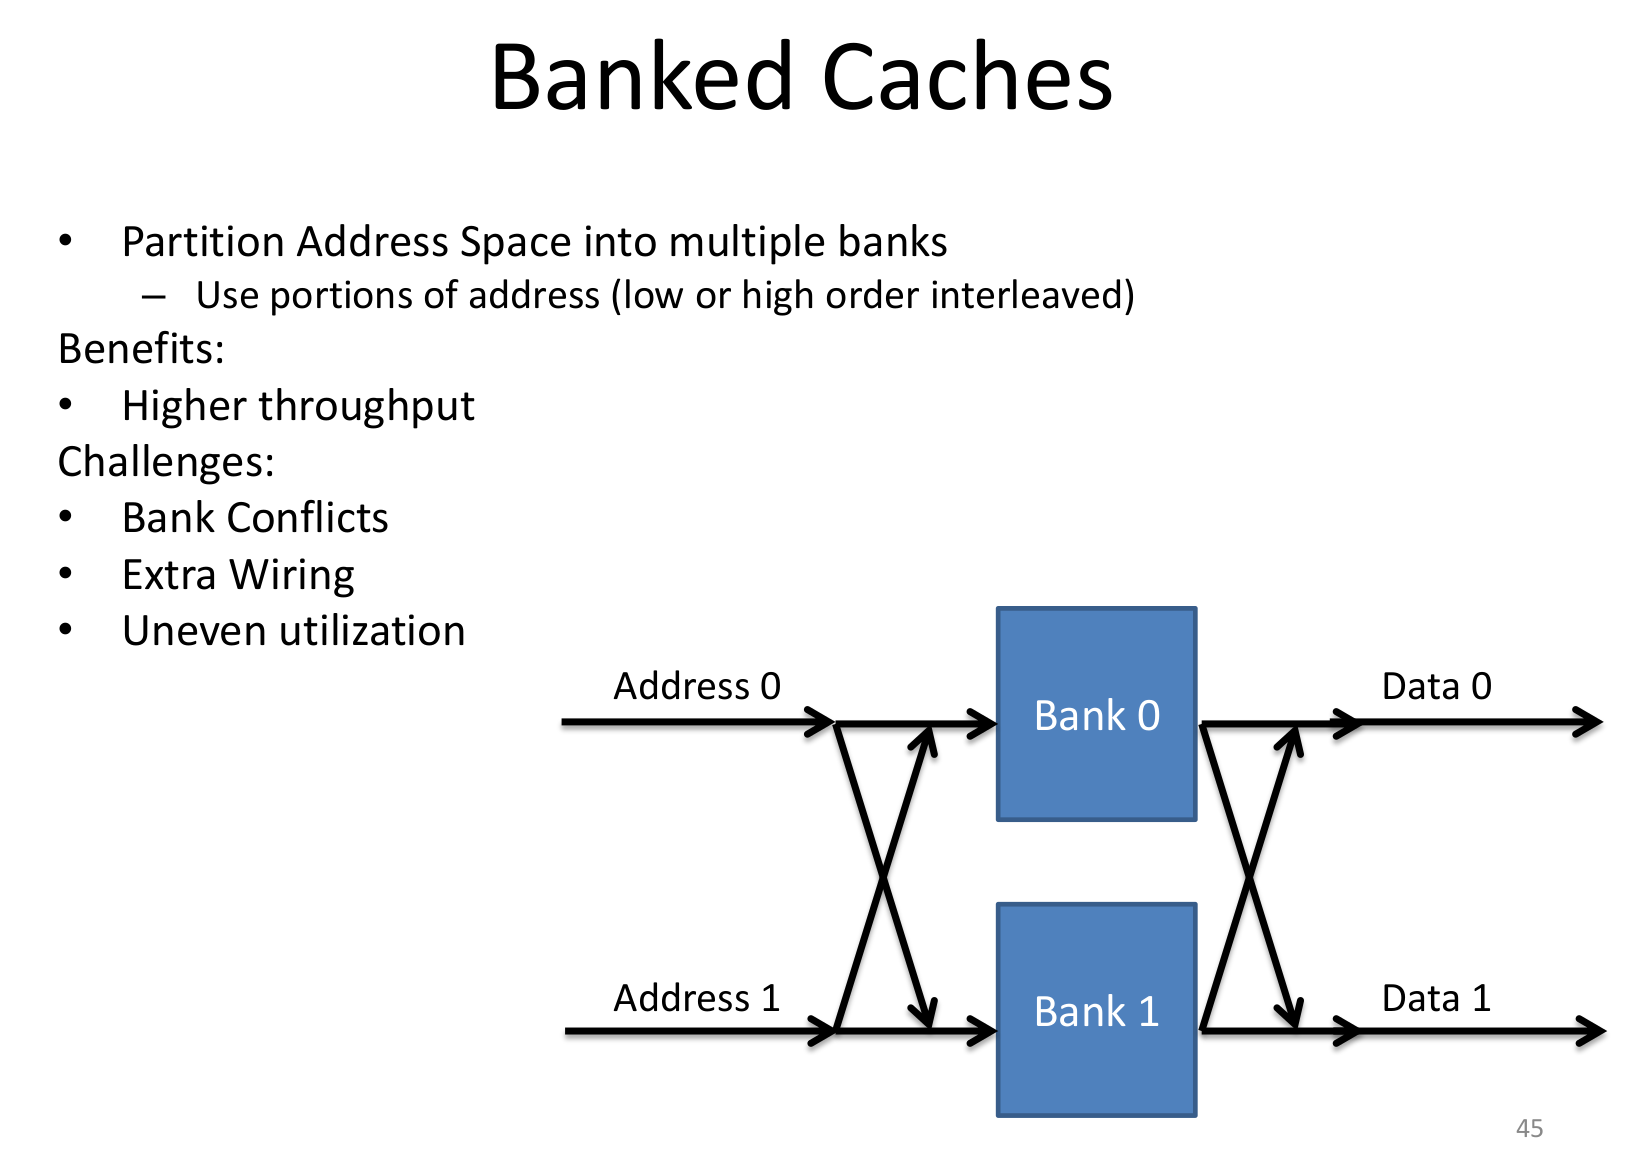 Banked Caches
• Partition Address Space into multiple banks
– Use portions of address (low or high order interleaved)
Benefits:
• Higher throughput
Challenges:
• Bank Conflicts
• Extra Wiring
• Uneven utilization
Address 0
Bank 0
Data 0
Address 1
Bank 1
Data 1
45